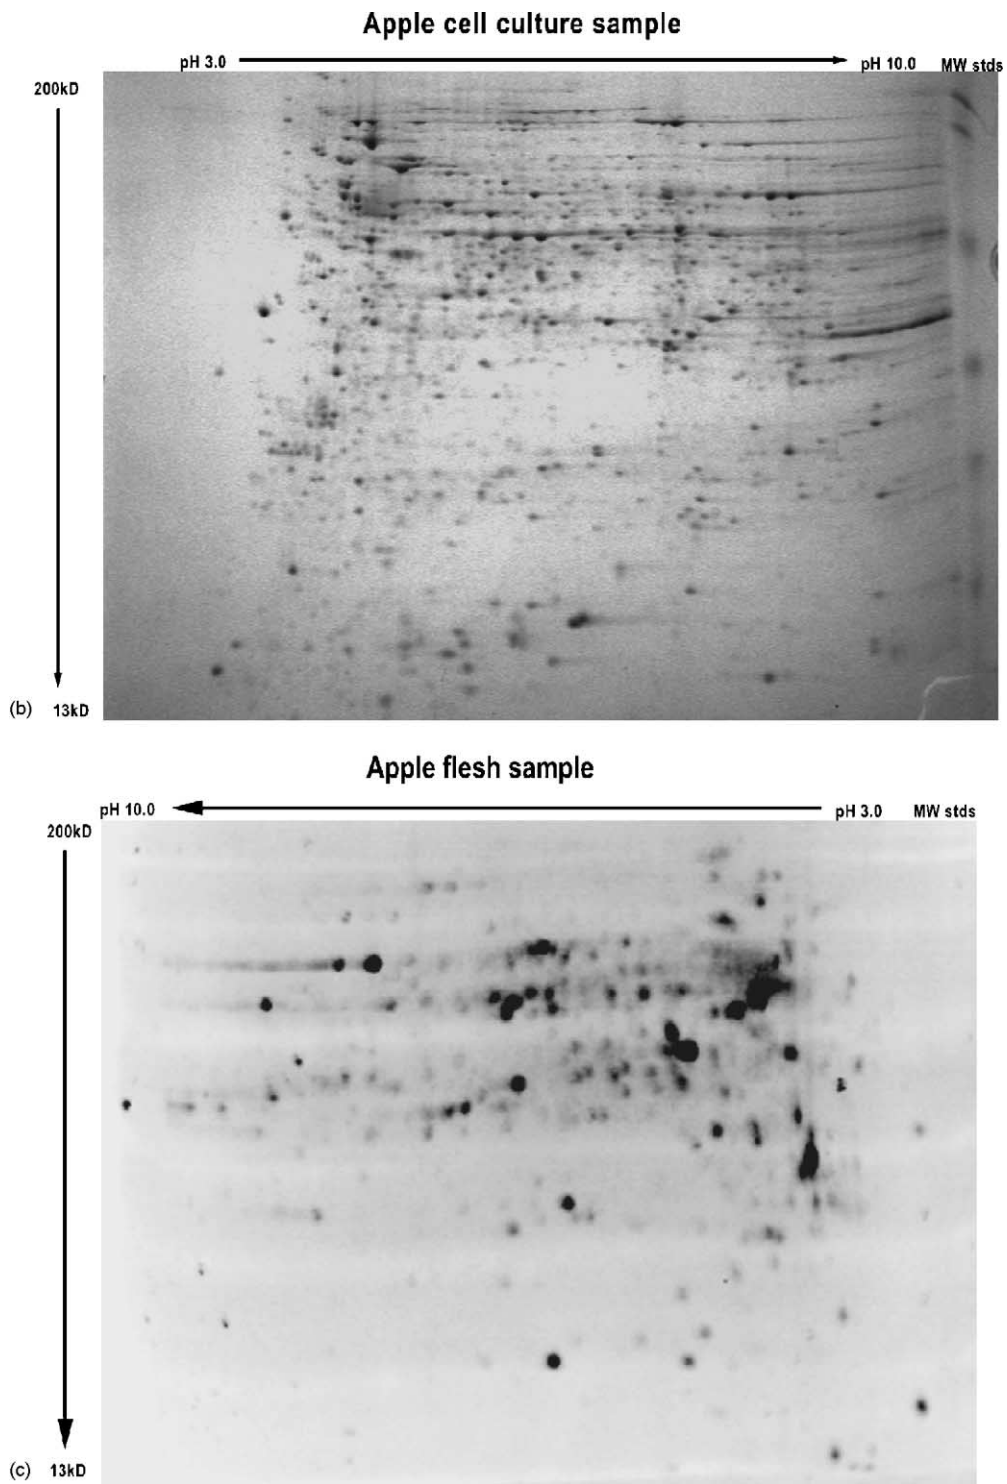 Apple cell culture sample
pH 3.0 pH 10.0 MW stds
200kD
(b) 13kD
Apple flesh sample
pH 10.0 pH 3.0 MW stds
200kD
(c) 13kD